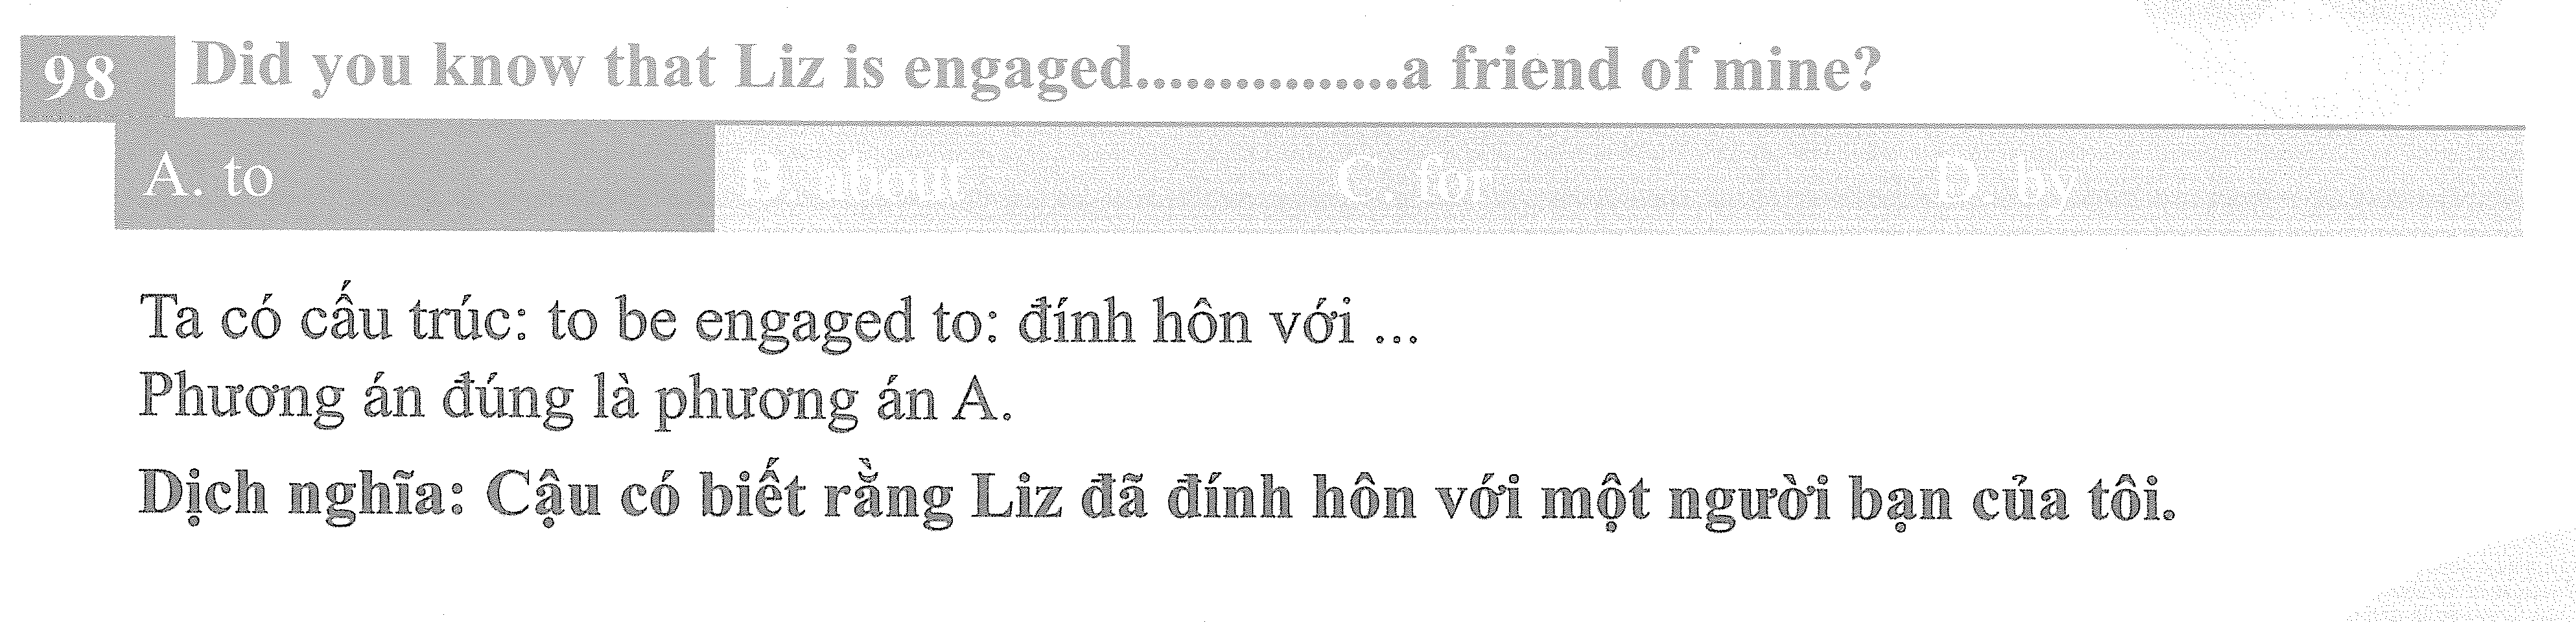 98 Did you know that Liz is engaged................a friend of mine?
A. to B. about C. for D. by
Ta có cấu trúc: to be engaged to: đính hôn với ...
Phương án đúng là phương án A.
Dịch nghĩa: Cậu có biết rằng Liz đã đính hôn với một người bạn của tôi.